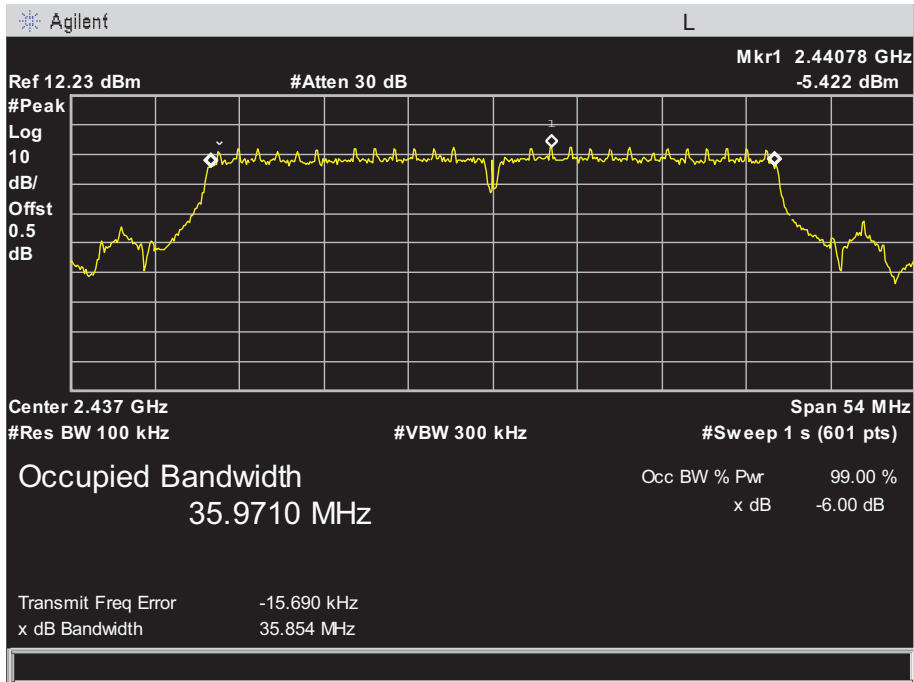 Agilent L
Mkr1 2.44078 GHz
Ref 12.23 dBm #Atten 30 dB -5.422 dBm
#Peak
Log
10
dB/
Offst
0.5
dB
1
Center 2.437 GHz Span 54 MHz
#Res BW 100 kHz #VBW 300 kHz #Sweep 1 s (601 pts)
Occupied Bandwidth Occ BW % Pwr 99.00 %
35.9710 MHz x dB -6.00 dB
Transmit Freq Error -15.690 kHz
x dB Bandwidth 35.854 MHz